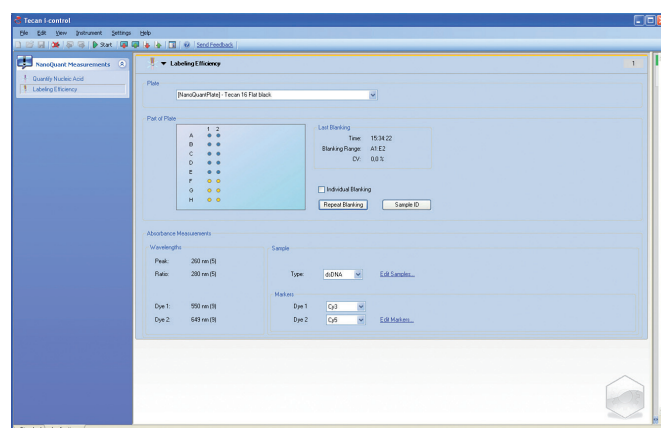 Tecan i-control
File Edit View Instrument Settings Help
Start Send Feedback
NanoQuant Measurements
Quantify Nucleic Acid
Labeling Efficiency
Labeling Efficiency 1
Plate
[NanoQuantPlate] - Tecan 16 Flat black
Part of Plate
1 2
A
B
C
D
E
F
G
H
Last Blanking
Time: 15:34:22
Blanking Range: A1:E2
CV: 0,0 %
Individual Blanking
Repeat Blanking Sample ID
Absorbance Measurements
Wavelengths
Peak: 260 nm (5)
Ratio: 280 nm (5)
Dye 1: 550 nm (9)
Dye 2: 649 nm (9)
Sample
Type: dsDNA Edit Samples...
Markers
Dye 1 Cy3
Dye 2 Cy5 Edit Markers...